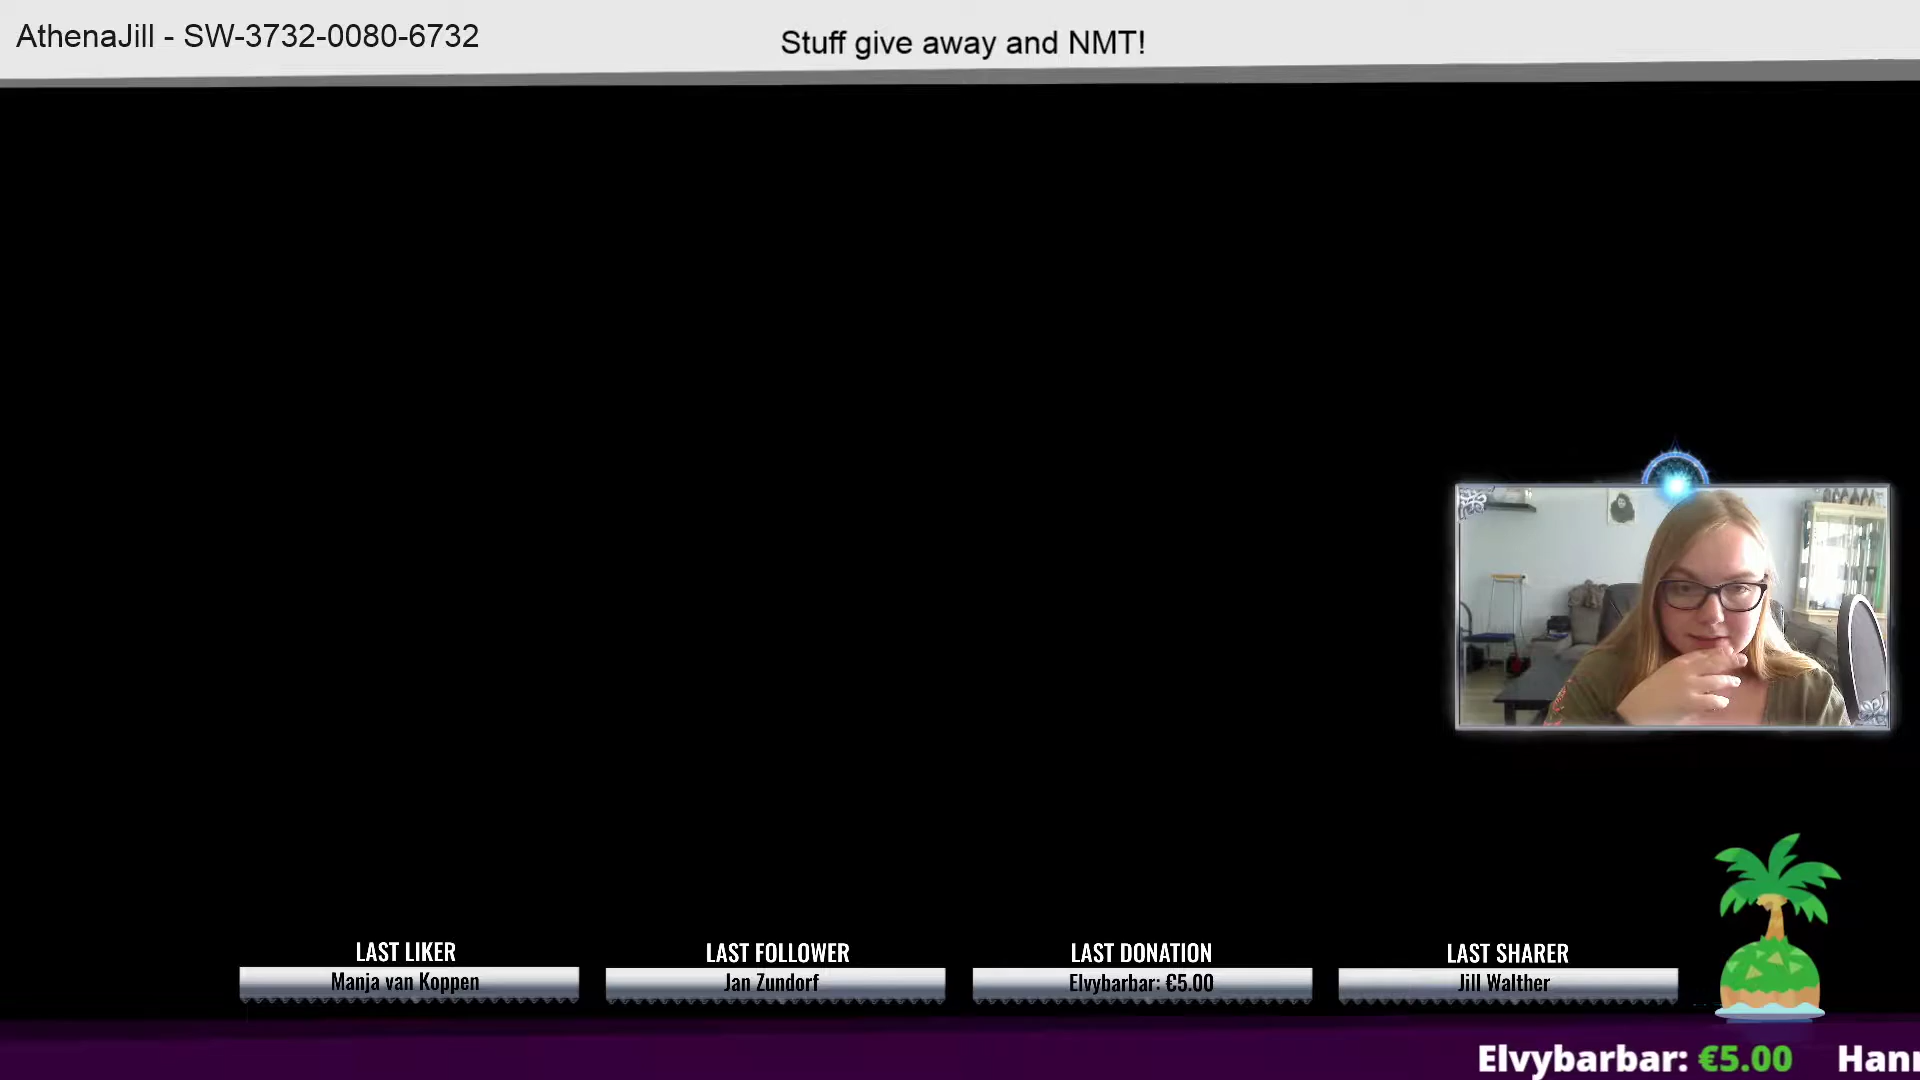 AthenaJill - SW-3732-0080-6732
Stuff give away and NMT!
LAST LIKER
Manja van Koppen
LAST FOLLOWER
Jan Zundorf
LAST DONATION
Elvybarbar: €5.00
LAST SHARER
Jill Walther
Elvybarbar: €5.00